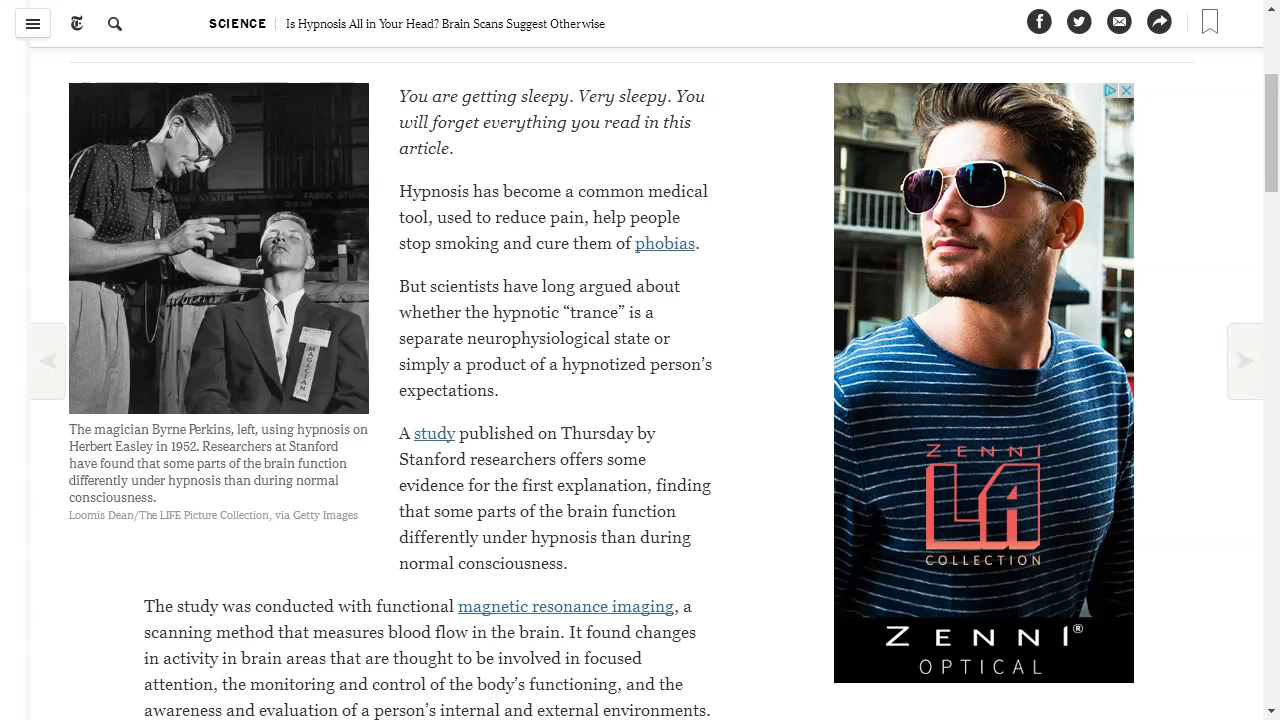 SCIENCE | Is Hypnosis All in Your Head? Brain Scans Suggest Otherwise
You are getting sleepy. Very sleepy. You
will forget everything you read in this
article.
Hypnosis has become a common medical
tool, used to reduce pain, help people
stop smoking and cure them of phobias.
But scientists have long argued about
whether the hypnotic “trance” is a
separate neurophysiological state or
simply a product of a hypnotized person’s
expectations.
A study published on Thursday by
Stanford researchers offers some
evidence for the first explanation, finding
that some parts of the brain function
differently under hypnosis than during
normal consciousness.
The study was conducted with functional magnetic resonance imaging, a
scanning method that measures blood flow in the brain. It found changes
in activity in brain areas that are thought to be involved in focused
attention, the monitoring and control of the body’s functioning, and the
awareness and evaluation of a person’s internal and external environments.
The magician Byrne Perkins, left, using hypnosis on
Herbert Easley in 1952. Researchers at Stanford
have found that some parts of the brain function
differently under hypnosis than during normal
consciousness.
Loomis Dean/The LIFE Picture Collection, via Getty Images
ZENNI
LA
COLLECTION
ZENNI®
OPTICAL